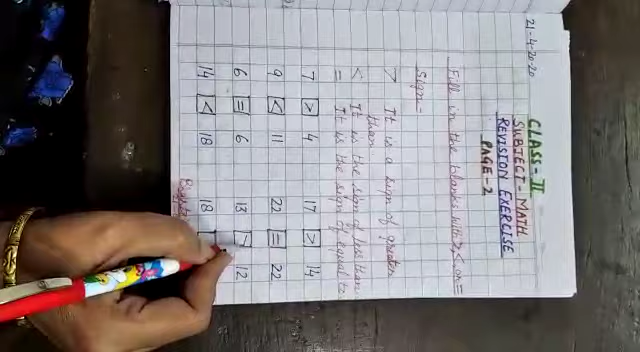 21-4-2020
CLASS-II
SUBJECT-MATH
REVISION EXERCISE
PAGE-2
Fill in the blanks with >,< or =
Sign=
> It is a sign of greater
than
< It is the sign of less than
= It is the sign of equal to
7 > 4 17 > 14
9 < 11 22 = 22
6 = 6 13 > 12
14 < 18 18